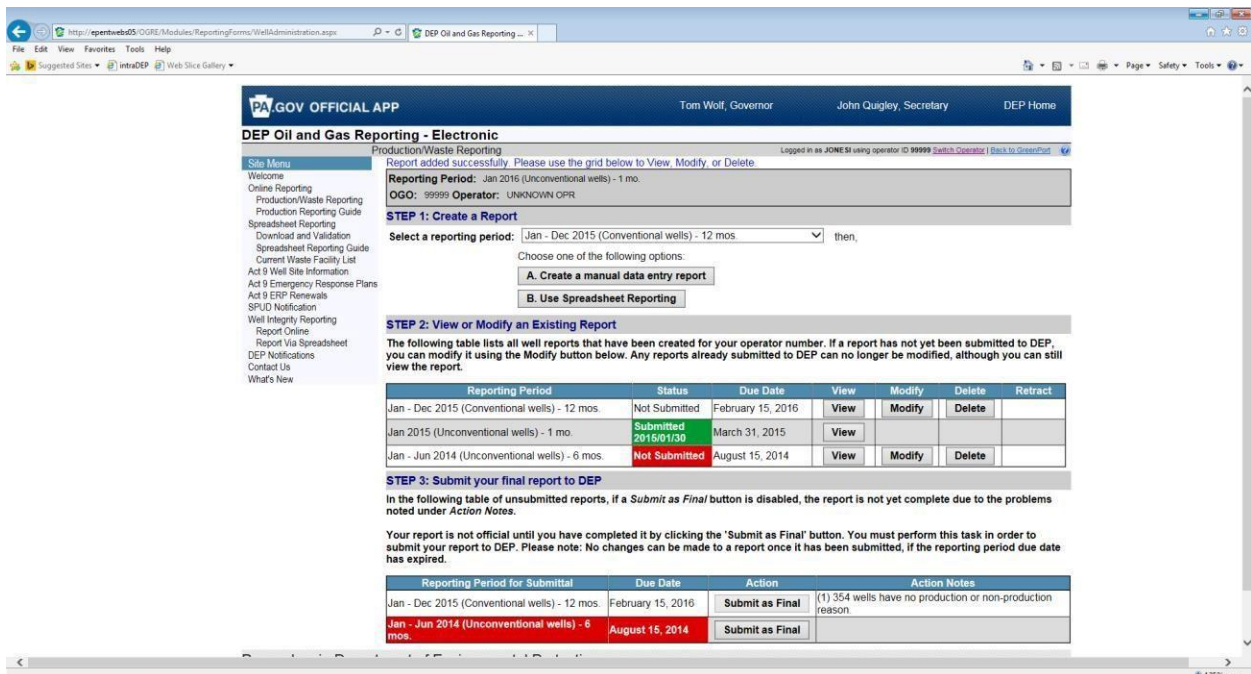 http://epentwebs05/OGRE/Modules/ReportingForms/WellAdministration.aspx
DEP Oil and Gas Reporting ... ×
File Edit View Favorites Tools Help
Suggested Sites intraDEP Web Slice Gallery
Page Safety Tools
PA.GOV OFFICIAL APP
Tom Wolf, Governor John Quigley, Secretary DEP Home
DEP Oil and Gas Reporting - Electronic
Production/Waste Reporting
Logged in as JONESI using operator ID 99999 Switch Operator | Back to GreenPort
Site Menu
Welcome
Online Reporting
Production/Waste Reporting
Production Reporting Guide
Spreadsheet Reporting
Download and Validation
Spreadsheet Reporting Guide
Current Waste Facility List
Act 9 Well Site Information
Act 9 Emergency Response Plans
Act 9 ERP Renewals
SPUD Notification
Well Integrity Reporting
Report Online
Report Via Spreadsheet
DEP Notifications
Contact Us
What's New
Report added successfully. Please use the grid below to View, Modify, or Delete.
Reporting Period: Jan 2016 (Unconventional wells) - 1 mo.
OGO: 99999 Operator: UNKNOWN OPR
STEP 1: Create a Report
Select a reporting period: Jan - Dec 2015 (Conventional wells) - 12 mos. then,
Choose one of the following options:
A. Create a manual data entry report
B. Use Spreadsheet Reporting
STEP 2: View or Modify an Existing Report
The following table lists all well reports that have been created for your operator number. If a report has not yet been submitted to DEP,
you can modify it using the Modify button below. Any reports already submitted to DEP can no longer be modified, although you can still
view the report.
Reporting Period Status Due Date View Modify Delete Retract
Jan - Dec 2015 (Conventional wells) - 12 mos. Not Submitted February 15, 2016 View Modify Delete
Jan 2015 (Unconventional wells) - 1 mo. Submitted 2015/01/30 March 31, 2015 View
Jan - Jun 2014 (Unconventional wells) - 6 mos. Not Submitted August 15, 2014 View Modify Delete
STEP 3: Submit your final report to DEP
In the following table of unsubmitted reports, if a Submit as Final button is disabled, the report is not yet complete due to the problems
noted under Action Notes.
Your report is not official until you have completed it by clicking the 'Submit as Final' button. You must perform this task in order to
submit your report to DEP. Please note: No changes can be made to a report once it has been submitted, if the reporting period due date
has expired.
Reporting Period for Submittal Due Date Action Action Notes
Jan - Dec 2015 (Conventional wells) - 12 mos. February 15, 2016 Submit as Final (1) 354 wells have no production or non-production
reason.
Jan - Jun 2014 (Unconventional wells) - 6
mos. August 15, 2014 Submit as Final